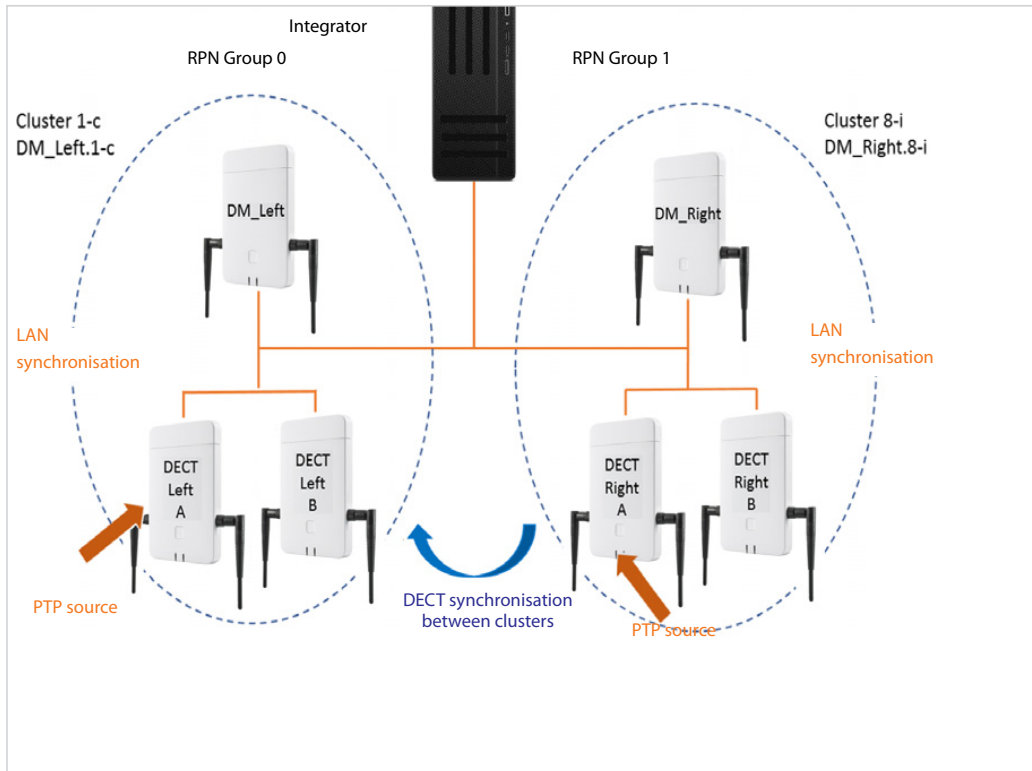 Integrator
RPN Group 0
RPN Group 1
Cluster 1-c
DM_Left.1-c
Cluster 8-i
DM_Right.8-i
DM_Left
DM_Right
LAN
synchronisation
LAN
synchronisation
DECT
Left
A
DECT
Left
B
DECT
Right
A
DECT
Right
B
PTP source
DECT synchronisation
between clusters
PTP source